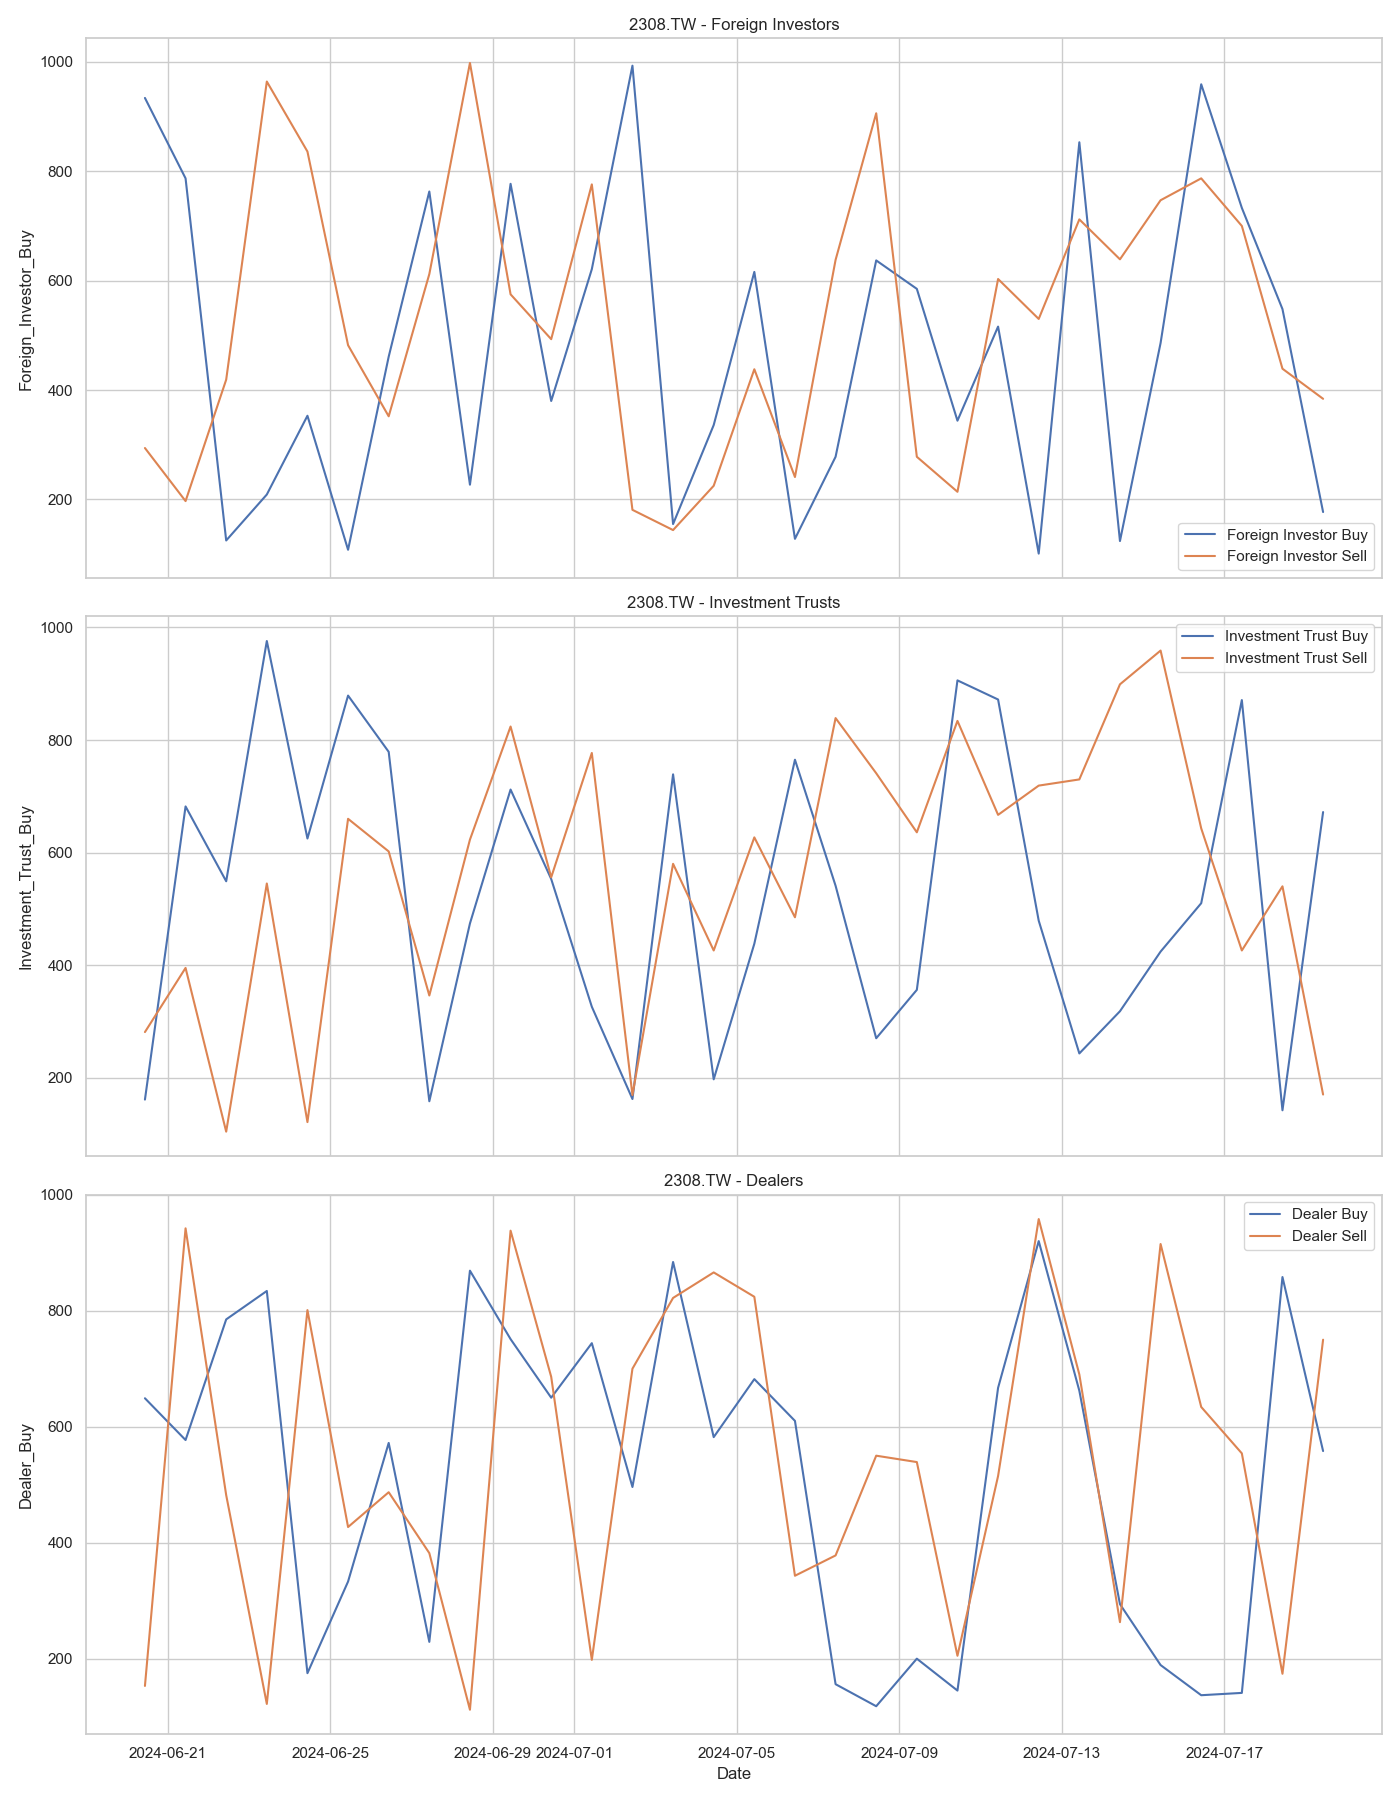 2308.TW - Foreign Investors
Foreign_Investor_Buy
1000
800
600
400
200
Foreign Investor Buy
Foreign Investor Sell
2308.TW - Investment Trusts
Investment_Trust_Buy
1000
800
600
400
200
Investment Trust Buy
Investment Trust Sell
2308.TW - Dealers
Dealer_Buy
1000
800
600
400
200
Dealer Buy
Dealer Sell
2024-06-21 2024-06-25 2024-06-29 2024-07-01 2024-07-05 2024-07-09 2024-07-13 2024-07-17
Date